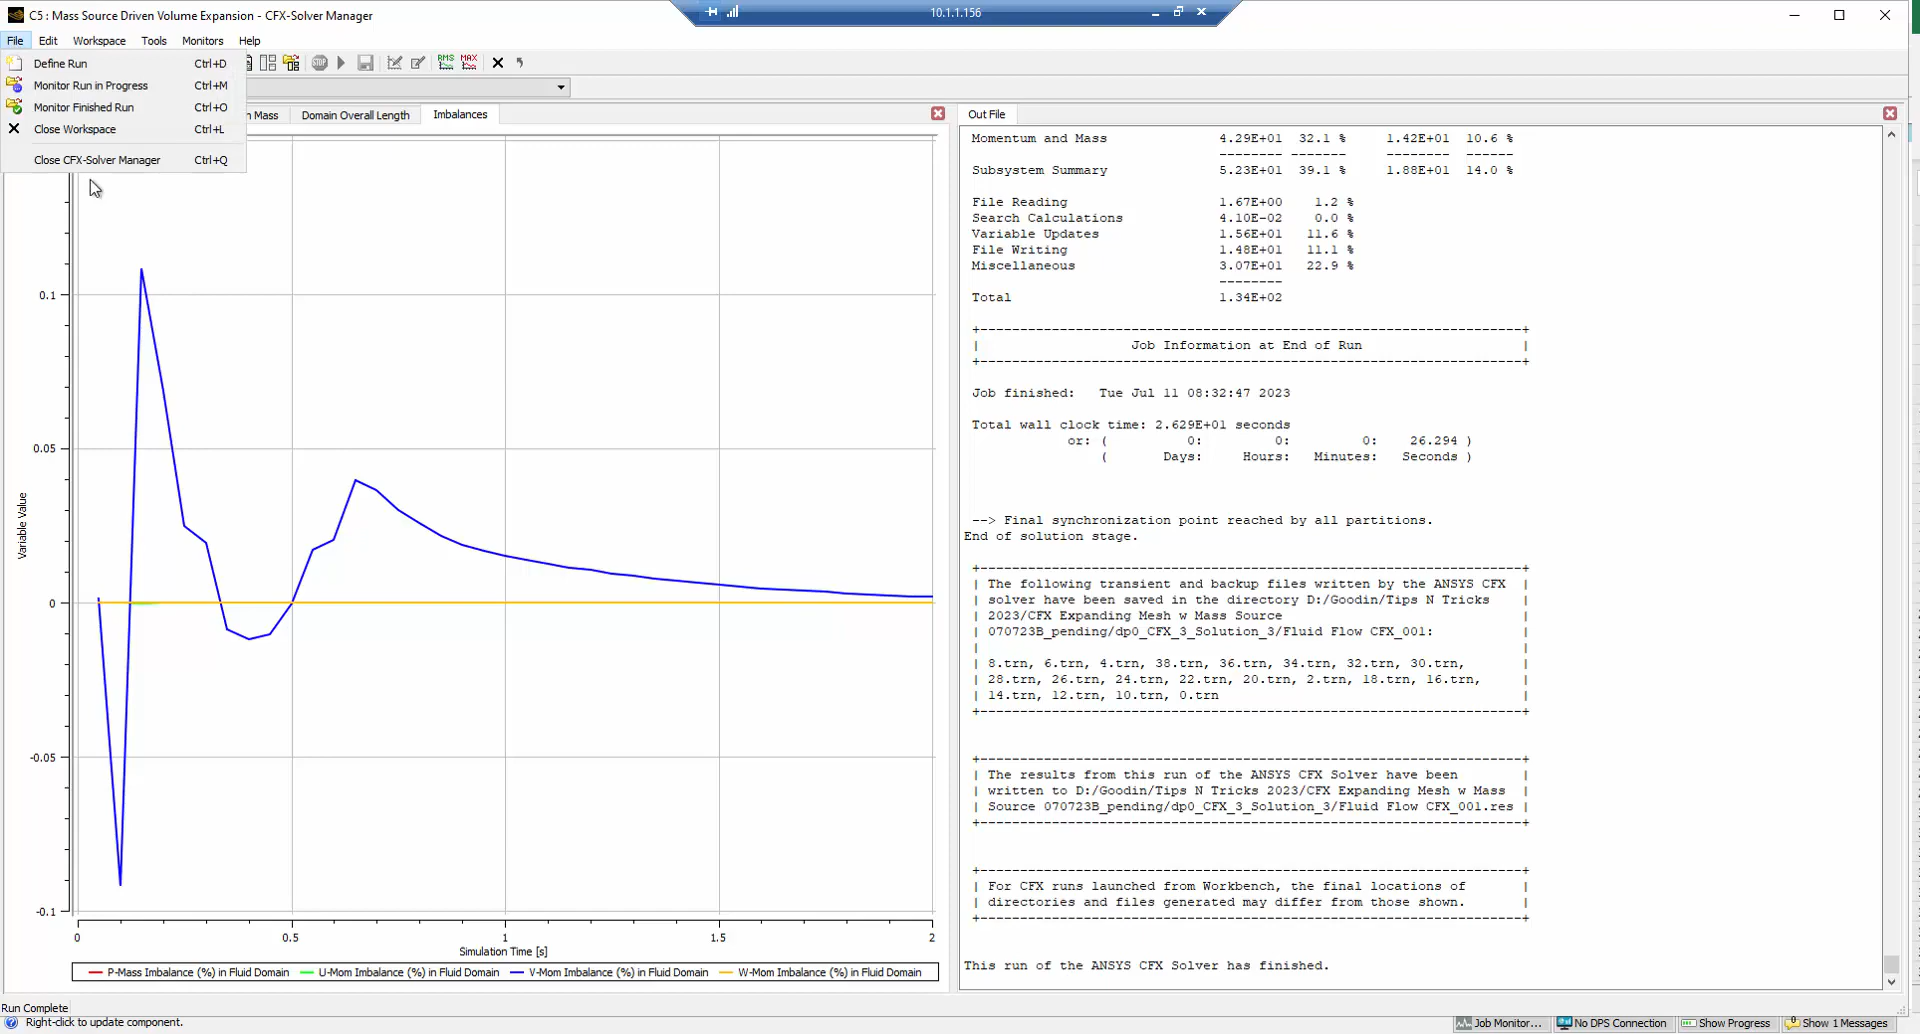 C5 : Mass Source Driven Volume Expansion - CFX-Solver Manager
10.1.1.156
File Edit Workspace Tools Monitors Help
Define Run Ctrl+D
Monitor Run in Progress Ctrl+M
Monitor Finished Run Ctrl+O
Close Workspace Ctrl+L
Close CFX-Solver Manager Ctrl+Q
RMS MAX
n Mass Domain Overall Length Imbalances
0.1
0.05
0
-0.05
-0.1
Variable Value
0 0.5 1 1.5 2
Simulation Time [s]
P-Mass Imbalance (%) in Fluid Domain U-Mom Imbalance (%) in Fluid Domain V-Mom Imbalance (%) in Fluid Domain W-Mom Imbalance (%) in Fluid Domain
Out File
Momentum and Mass 4.29E+01 32.1 % 1.42E+01 10.6 %
-------- ------- -------- ------
Subsystem Summary 5.23E+01 39.1 % 1.88E+01 14.0 %
File Reading 1.67E+00 1.2 %
Search Calculations 4.10E-02 0.0 %
Variable Updates 1.56E+01 11.6 %
File Writing 1.48E+01 11.1 %
Miscellaneous 3.07E+01 22.9 %
--------
Total 1.34E+02
+--------------------------------------------------------------------+
| Job Information at End of Run |
+--------------------------------------------------------------------+
Job finished: Tue Jul 11 08:32:47 2023
Total wall clock time: 2.629E+01 seconds
or: ( 0: 0: 0: 26.294 )
( Days: Hours: Minutes: Seconds )
--> Final synchronization point reached by all partitions.
End of solution stage.
+--------------------------------------------------------------------+
| The following transient and backup files written by the ANSYS CFX |
| solver have been saved in the directory D:/Goodin/Tips N Tricks |
| 2023/CFX Expanding Mesh w Mass Source |
| 070723B_pending/dp0_CFX_3_Solution_3/Fluid Flow CFX_001: |
| |
| 8.trn, 6.trn, 4.trn, 38.trn, 36.trn, 34.trn, 32.trn, 30.trn, |
| 28.trn, 26.trn, 24.trn, 22.trn, 20.trn, 2.trn, 18.trn, 16.trn, |
| 14.trn, 12.trn, 10.trn, 0.trn |
+--------------------------------------------------------------------+
+--------------------------------------------------------------------+
| The results from this run of the ANSYS CFX Solver have been |
| written to D:/Goodin/Tips N Tricks 2023/CFX Expanding Mesh w Mass |
| Source 070723B_pending/dp0_CFX_3_Solution_3/Fluid Flow CFX_001.res |
+--------------------------------------------------------------------+
+--------------------------------------------------------------------+
| For CFX runs launched from Workbench, the final locations of |
| directories and files generated may differ from those shown. |
+--------------------------------------------------------------------+
This run of the ANSYS CFX Solver has finished.
Run Complete
Right-click to update component.
Job Monitor... No DPS Connection Show Progress Show 1 Messages